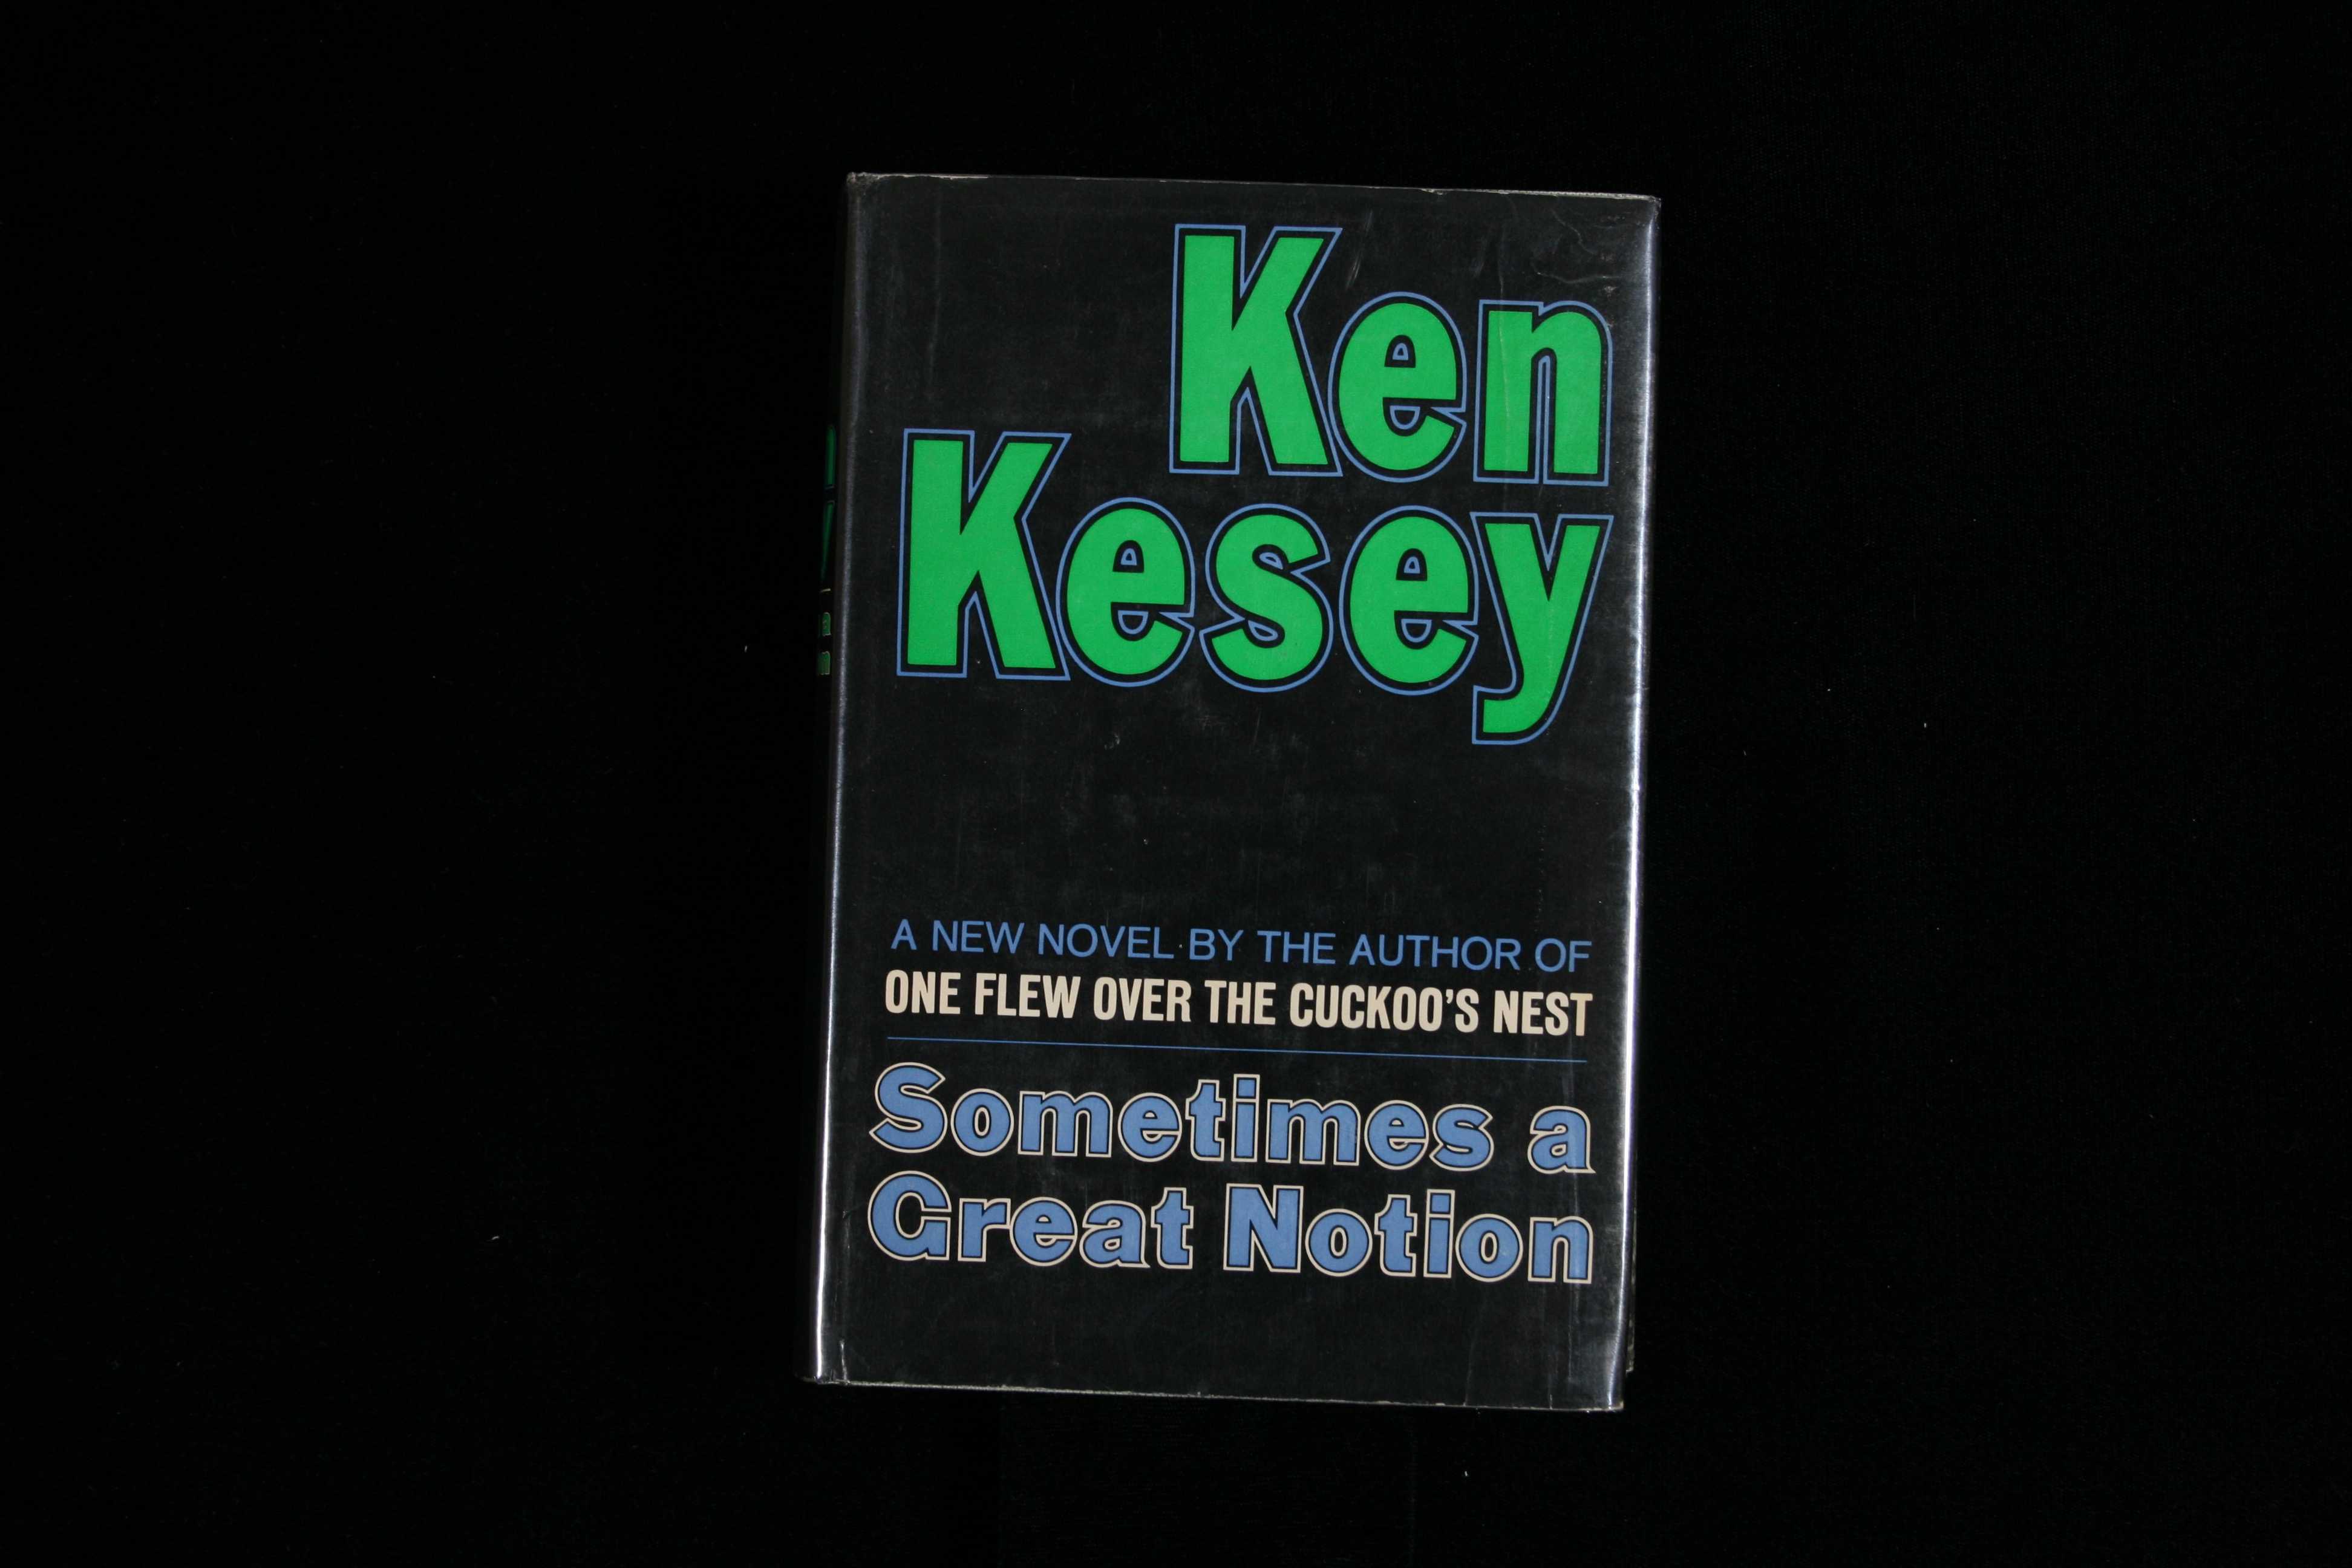 Ken
Kesey
A NEW NOVEL BY THE AUTHOR OF
ONE FLEW OVER THE CUCKOO'S NEST
Sometimes a
Great Notion